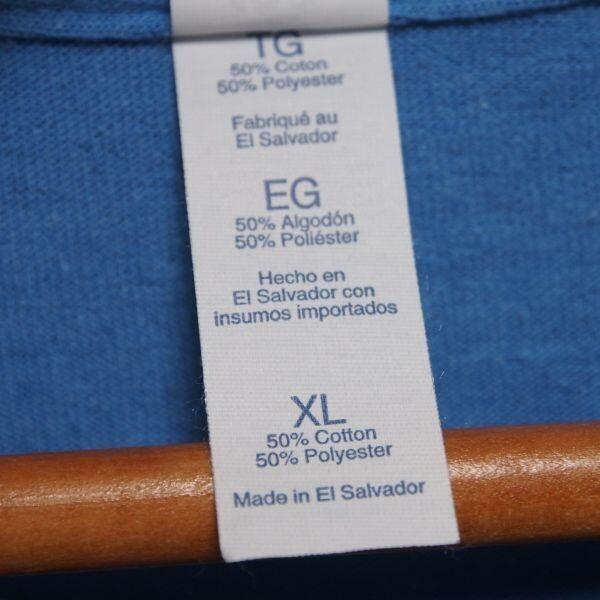 TG
50% Coton
50% Polyester
Fabriqué au
El Salvador
EG
50% Algodón
50% Poliéster
Hecho en
El Salvador con
insumos importados
XL
50% Cotton
50% Polyester
Made in El Salvador